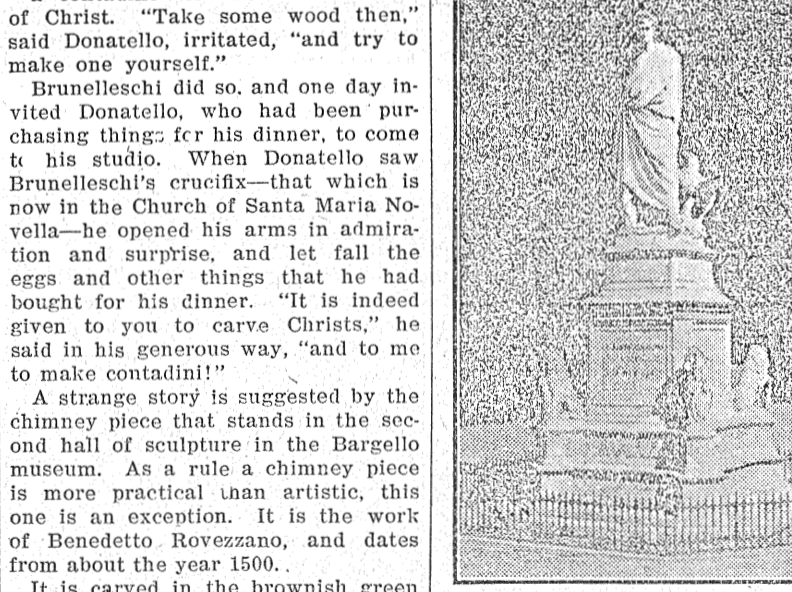 of Christ. “Take some wood then,”
said Donatello, irritated, “and try to
make one yourself.”
Brunelleschi did so. and one day in-
vited Donatello, who had been pur-
chasing things for his dinner, to come
to his studio. When Donatello saw
Brunelleschi's crucifix—that which is
now in the Church of Santa Maria No-
vella—he opened his arms in admira-
tion and surprise, and let fall the
eggs and other things that he had
bought for his dinner. “It is indeed
given to you to carve Christs,” he
said in his generous way, “and to me
to make contadini!”
A strange story is suggested by the
chimney piece that stands in the sec-
ond hall of sculpture in the Bargello
museum. As a rule a chimney piece
is more practical than artistic, this
one is an exception. It is the work
of Benedetto Rovezzano, and dates
from about the year 1500.
It is carved in the brownish green